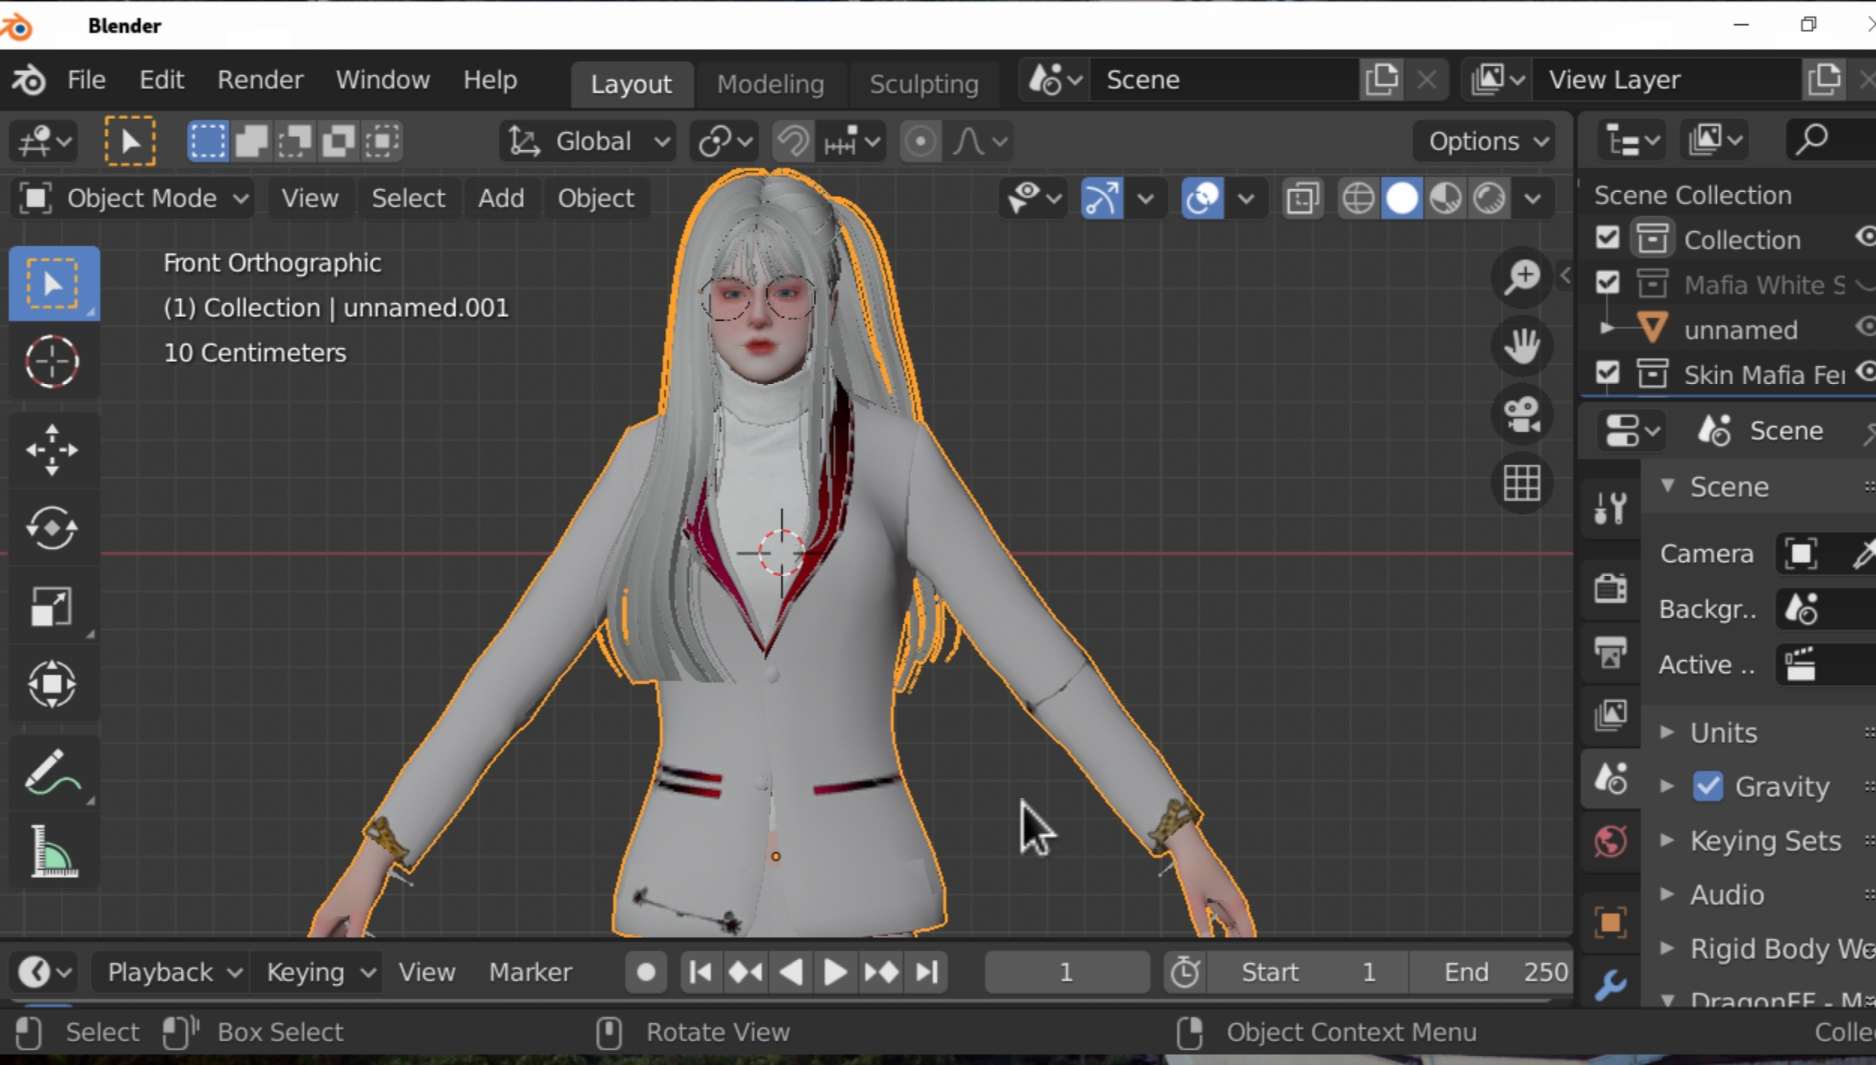 Blender
File Edit Render Window Help Layout Modeling Sculpting Scene View Layer
Global Options
Object Mode View Select Add Object
Front Orthographic
(1) Collection | unnamed.001
10 Centimeters
Scene Collection
Collection
Mafia White S
unnamed
Skin Mafia Fe
Scene
Scene
Camera
Backgr..
Active ..
Units
Gravity
Keying Sets
Audio
Rigid Body Wo
DragonFF - Ma
Playback Keying View Marker 1 Start 1 End 250
Select Box Select Rotate View Object Context Menu Colle